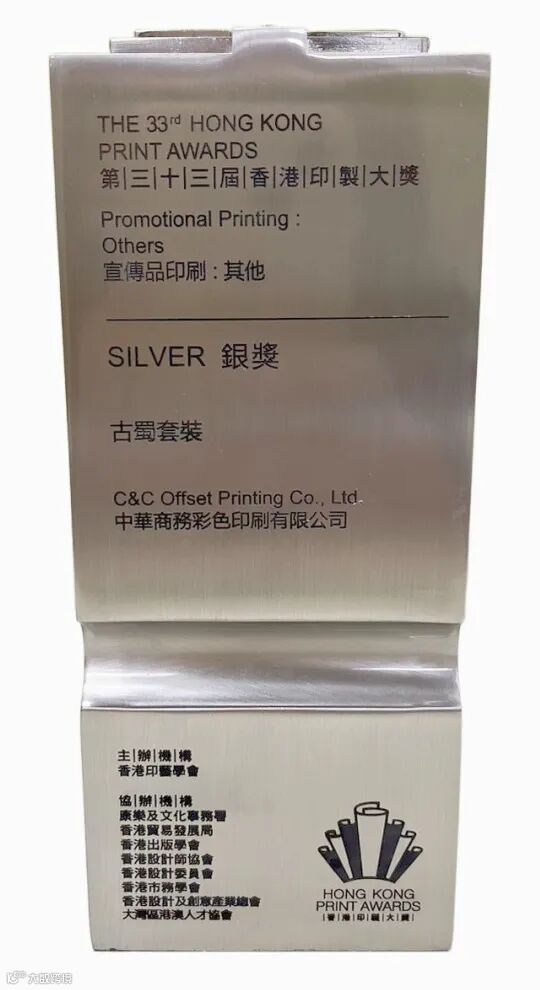 THE 33rd HONG KONG
PRINT AWARDS
第|三|十|三|屆|香|港|印|製|大|獎
Promotional Printing :
Others
宣傳品印刷 : 其他
SILVER 銀獎
古蜀套裝
C&C Offset Printing Co., Ltd.
中華商務彩色印刷有限公司
主|辦|機|構
香港印藝學會
協|辦|機|構
康樂及文化事務署
香港貿易發展局
香港出版學會
香港設計師協會
香港設計委員會
香港市務學會
香港設計及創意產業總會
大灣區港澳人才協會
HONG KONG
PRINT AWARDS
|香|港|印|製|大|獎|
大殷跨境